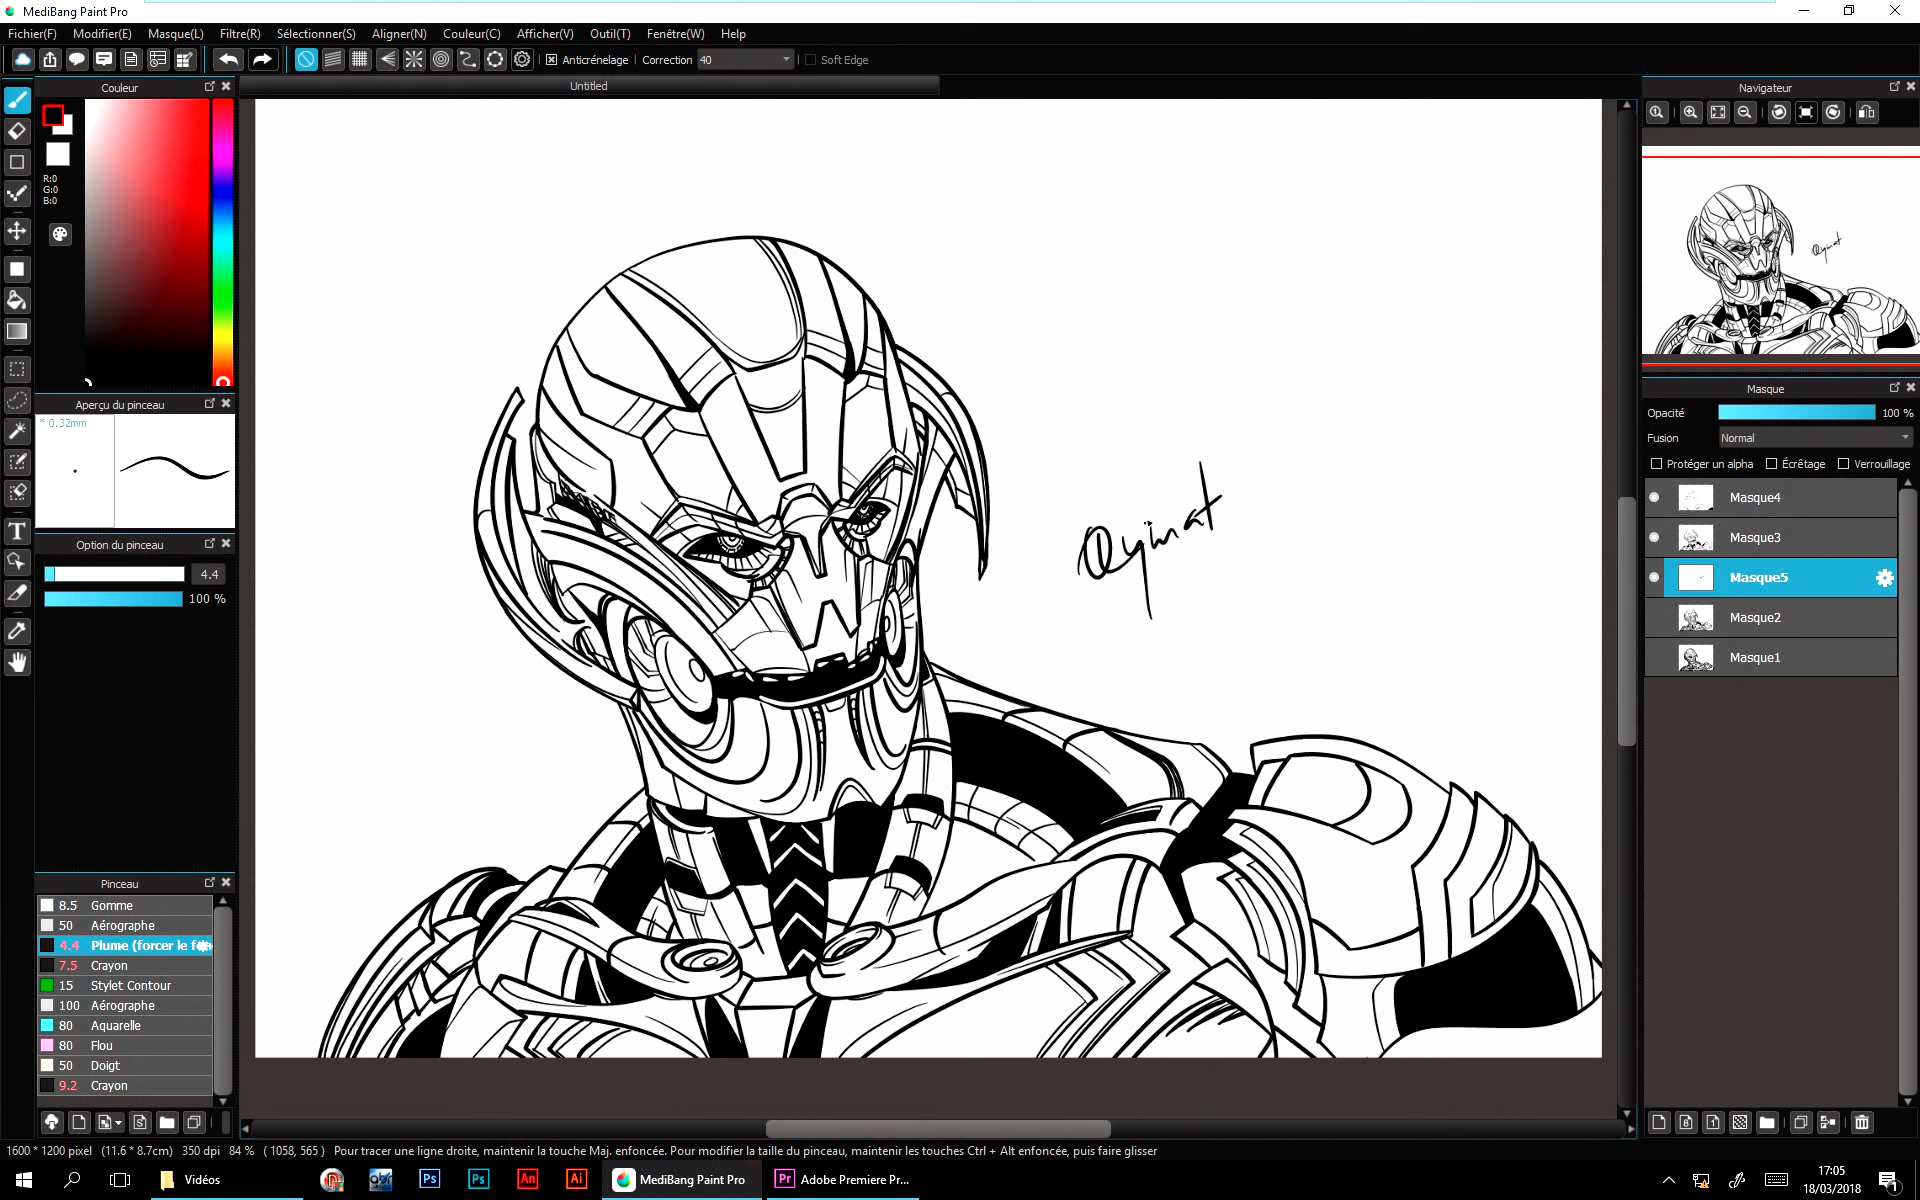 MediBang Paint Pro
Fichier(F) Modifier(E) Masque(L) Filtre(R) Sélectionner(S) Aligner(N) Couleur(C) Afficher(V) Outil(T) Fenêtre(W) Help
Anticrénelage Correction 40 Soft Edge
Couleur
Untitled
Navigateur
R:0
G:0
B:0
Aperçu du pinceau
* 0.32mm
Option du pinceau
4.4
100 %
Pinceau
8.5 Gomme
50 Aérographe
4.4 Plume (forcer le
7.5 Crayon
15 Stylet Contour
100 Aérographe
80 Aquarelle
80 Flou
50 Doigt
9.2 Crayon
Masque
Opacité 100 %
Fusion Normal
Protéger un alpha Écrêtage Verrouillage
Masque4
Masque3
Masque5
Masque2
Masque1
1600 * 1200 pixel (11.6 * 8.7cm) 350 dpi 84 % ( 1058, 565 ) Pour tracer une ligne droite, maintenir la touche Maj. enfoncée. Pour modifier la taille du pinceau, maintenir les touches Ctrl + Alt enfoncée, puis faire glisser
Vidéos Ps Ps An Ai MediBang Paint Pro Pr Adobe Premiere Pr...
17:05
18/03/2018